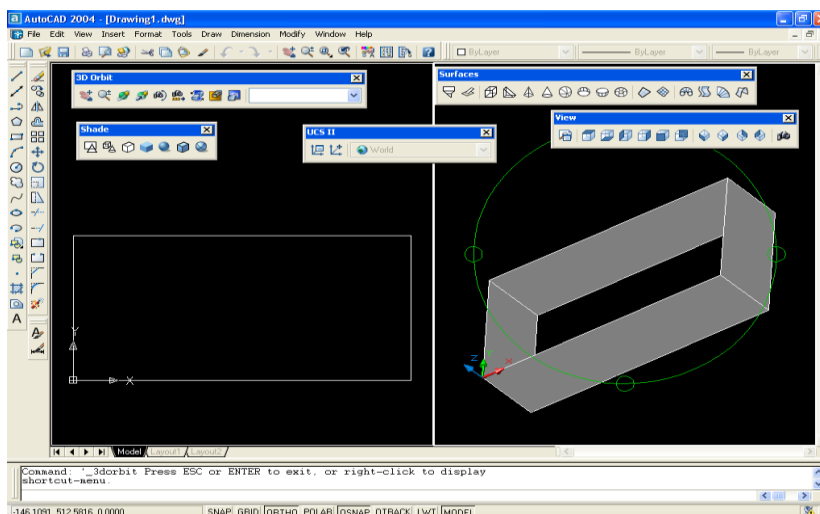 AutoCAD 2004 - [Drawing1.dwg]
File Edit View Insert Format Tools Draw Dimension Modify Window Help
ByLayer ByLayer
3D Orbit
Surfaces
Shade
UCS II
World
View
Y
X
Z
X
A
Model Layout1 Layout2
Command: '_3dorbit Press ESC or ENTER to exit, or right-click to display
shortcut-menu.
-146.1091, 512.5816, 0.0000 SNAP GRID ORTHO POLAR OSNAP OTRACK LWT MODEL